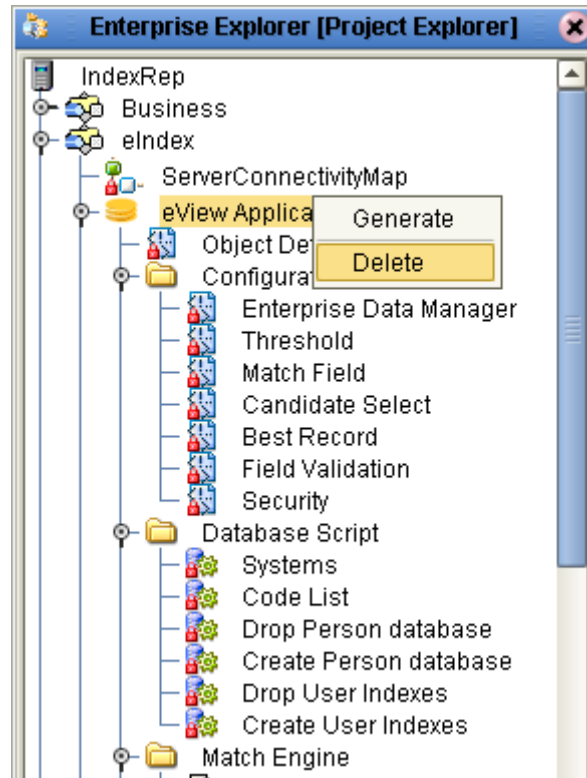 Enterprise Explorer [Project Explorer]
IndexRep
Business
eIndex
ServerConnectivityMap
eView Applica
Generate
Object De
Delete
Configura
Enterprise Data Manager
Threshold
Match Field
Candidate Select
Best Record
Field Validation
Security
Database Script
Systems
Code List
Drop Person database
Create Person database
Drop User Indexes
Create User Indexes
Match Engine